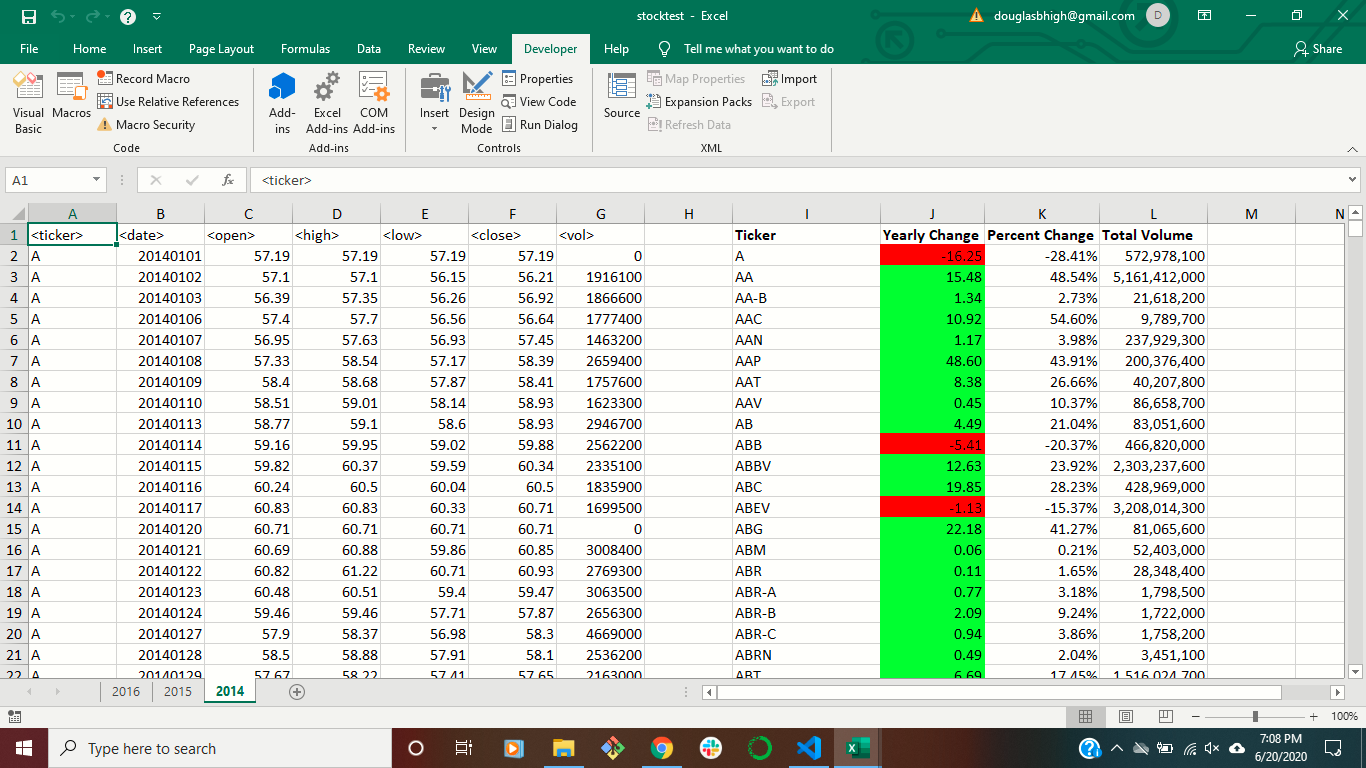 stocktest - Excel
douglasbhigh@gmail.com D
File Home Insert Page Layout Formulas Data Review View Developer Help Tell me what you want to do Share
Visual Basic
Macros
Record Macro
Use Relative References
Macro Security
Code
Add-ins
Excel Add-ins
COM Add-ins
Add-ins
Insert
Design Mode
Properties
View Code
Run Dialog
Controls
Source
Map Properties
Expansion Packs
Refresh Data
Import
Export
XML
A1 fx <ticker>
A B C D E F G H I J K L M N
1 <ticker> <date> <open> <high> <low> <close> <vol> Ticker Yearly Change Percent Change Total Volume
2 A 20140101 57.19 57.19 57.19 57.19 0 A -16.25 -28.41% 572,978,100
3 A 20140102 57.1 57.1 56.15 56.21 1916100 AA 15.48 48.54% 5,161,412,000
4 A 20140103 56.39 57.35 56.26 56.92 1866600 AA-B 1.34 2.73% 21,618,200
5 A 20140106 57.4 57.7 56.56 56.64 1777400 AAC 10.92 54.60% 9,789,700
6 A 20140107 56.95 57.63 56.93 57.45 1463200 AAN 1.17 3.98% 237,929,300
7 A 20140108 57.33 58.54 57.17 58.39 2659400 AAP 48.60 43.91% 200,376,400
8 A 20140109 58.4 58.68 57.87 58.41 1757600 AAT 8.38 26.66% 40,207,800
9 A 20140110 58.51 59.01 58.14 58.93 1623300 AAV 0.45 10.37% 86,658,700
10 A 20140113 58.77 59.1 58.6 58.93 2946700 AB 4.49 21.04% 83,051,600
11 A 20140114 59.16 59.95 59.02 59.88 2562200 ABB -5.41 -20.37% 466,820,000
12 A 20140115 59.82 60.37 59.59 60.34 2335100 ABBV 12.63 23.92% 2,303,237,600
13 A 20140116 60.24 60.5 60.04 60.5 1835900 ABC 19.85 28.23% 428,969,000
14 A 20140117 60.83 60.83 60.33 60.71 1699500 ABEV -1.13 -15.37% 3,208,014,300
15 A 20140120 60.71 60.71 60.71 60.71 0 ABG 22.18 41.27% 81,065,600
16 A 20140121 60.69 60.88 59.86 60.85 3008400 ABM 0.06 0.21% 52,403,000
17 A 20140122 60.82 61.22 60.71 60.93 2769300 ABR 0.11 1.65% 28,348,400
18 A 20140123 60.48 60.51 59.4 59.47 3063500 ABR-A 0.77 3.18% 1,798,500
19 A 20140124 59.46 59.46 57.71 57.87 2656300 ABR-B 2.09 9.24% 1,722,000
20 A 20140127 57.9 58.37 56.98 58.3 4669000 ABR-C 0.94 3.86% 1,758,200
21 A 20140128 58.5 58.88 57.91 58.1 2536200 ABRN 0.49 2.04% 3,451,100
22 A 20140129 57.67 58.22 57.41 57.65 2163000 ABT 6.69 17.45% 1,516,024,700
2016 2015 2014
100%
Type here to search
7:08 PM
6/20/2020